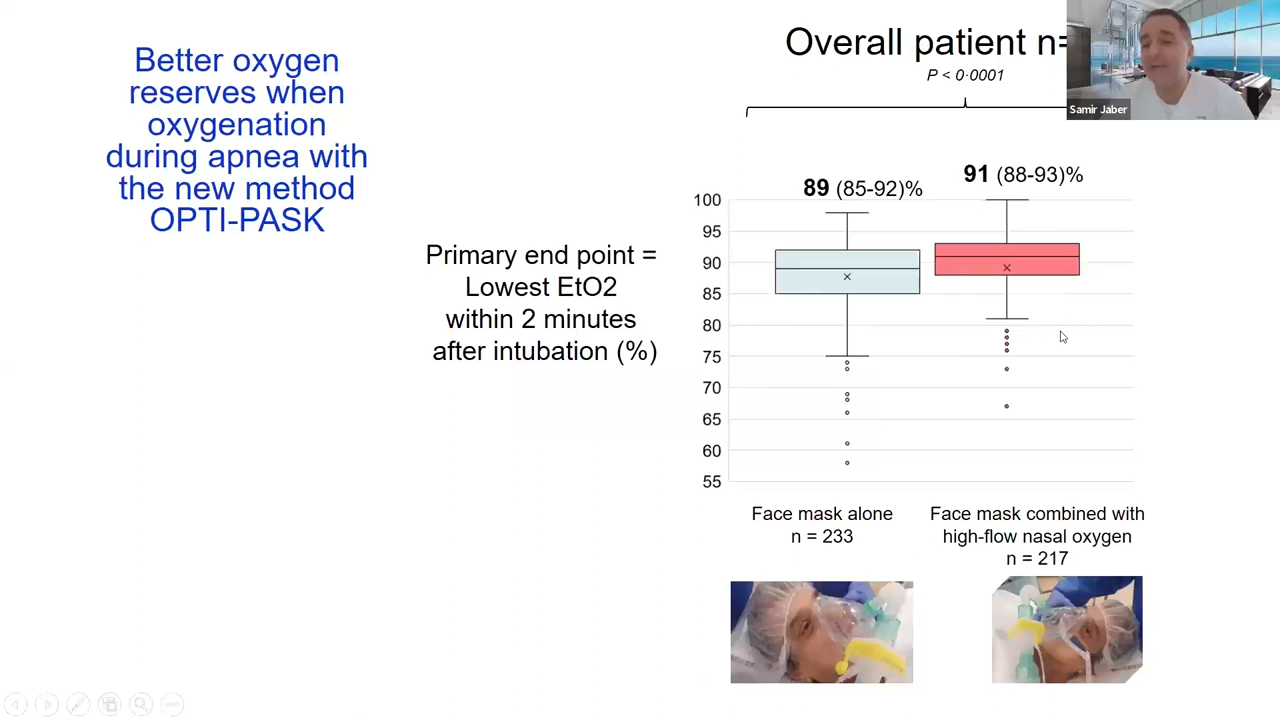 Better oxygen
reserves when
oxygenation
during apnea with
the new method
OPTI-PASK
Primary end point =
Lowest EtO2
within 2 minutes
after intubation (%)
Overall patient n=
P < 0·0001
Samir Jaber
89 (85-92)%
91 (88-93)%
100
95
90
85
80
75
70
65
60
55
Face mask alone
n = 233
Face mask combined with
high-flow nasal oxygen
n = 217